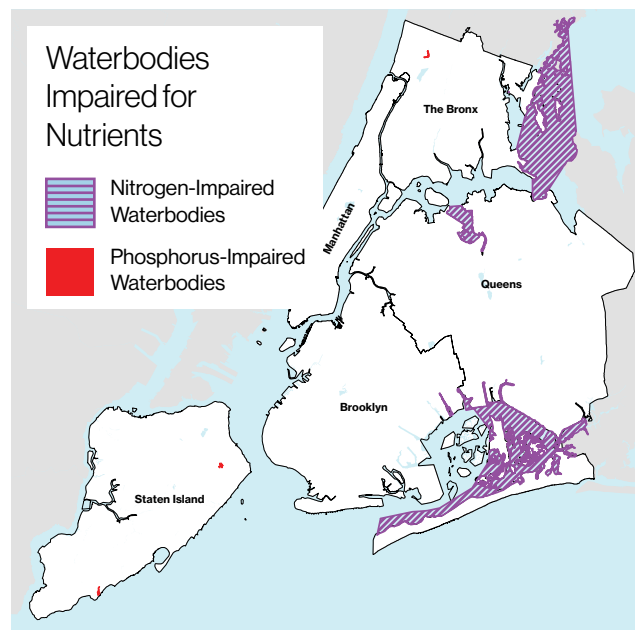 Waterbodies
Impaired for
Nutrients
Nitrogen-Impaired
Waterbodies
Phosphorus-Impaired
Waterbodies
The Bronx
Manhattan
Queens
Brooklyn
Staten Island